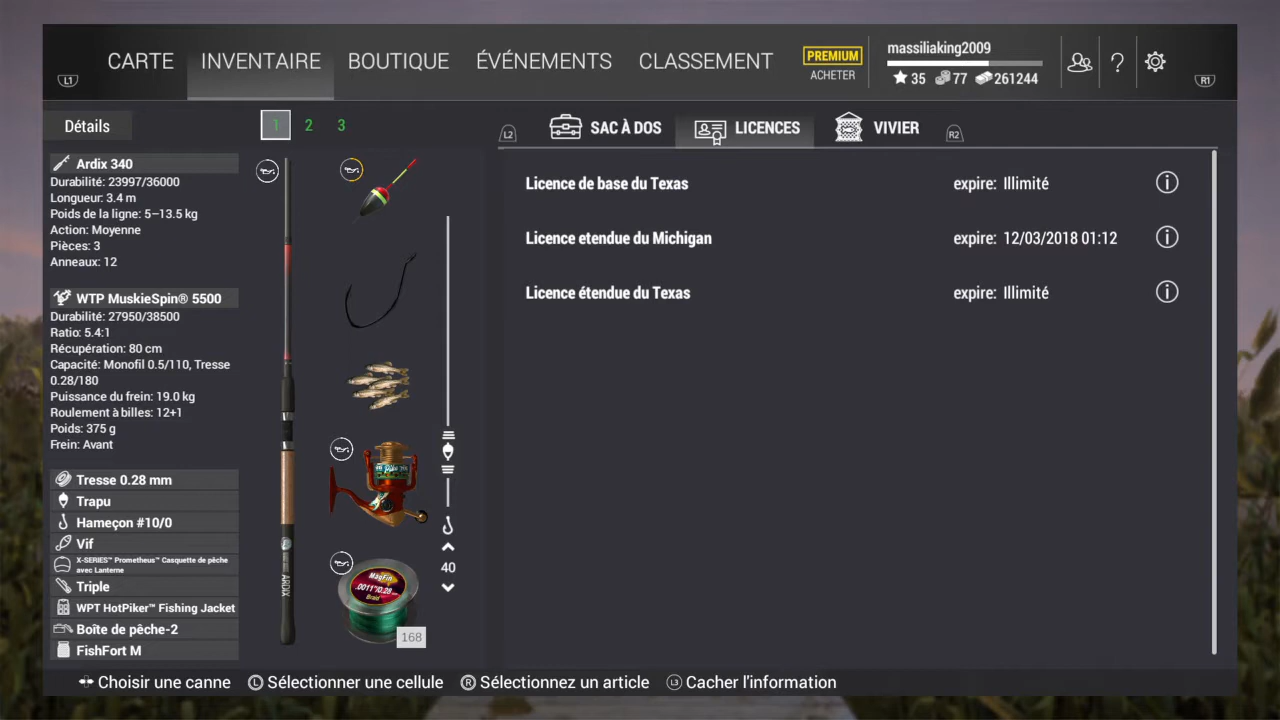 CARTE
INVENTAIRE
BOUTIQUE
ÉVÉNEMENTS
CLASSEMENT
PREMIUM
ACHETER
massiliaking2009
35
77
261244
?
L1
R1
Détails
1
2
3
L2
SAC À DOS
LICENCES
VIVIER
R2
Ardix 340
Durabilité: 23997/36000
Longueur: 3.4 m
Poids de la ligne: 5–13.5 kg
Action: Moyenne
Pièces: 3
Anneaux: 12
WTP MuskieSpin® 5500
Durabilité: 27950/38500
Ratio: 5.4:1
Récupération: 80 cm
Capacité: Monofil 0.5/110, Tresse
0.28/180
Puissance du frein: 19.0 kg
Roulement à billes: 12+1
Poids: 375 g
Frein: Avant
Tresse 0.28 mm
Trapu
Hameçon #10/0
Vif
X-SERIES™ Prometheus™ Casquette de pêche
avec Lanterne
Triple
WPT HotPiker™ Fishing Jacket
Boîte de pêche-2
FishFort M
ARDIX
MagFin
.0011"/0.28
Braid
168
40
Licence de base du Texas
expire: Illimité
Licence etendue du Michigan
expire: 12/03/2018 01:12
Licence étendue du Texas
expire: Illimité
Choisir une canne
L Sélectionner une cellule
R Sélectionnez un article
L3 Cacher l'information